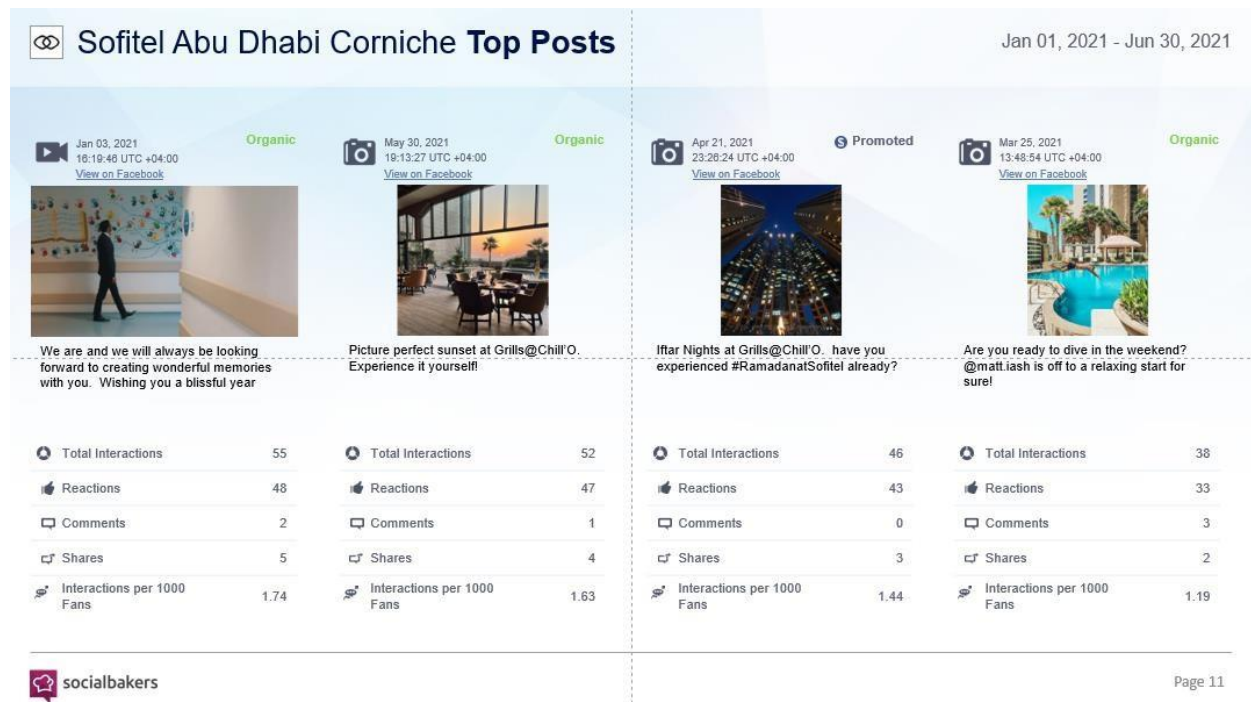 Sofitel Abu Dhabi Corniche Top Posts
Jan 01, 2021 - Jun 30, 2021
Jan 03, 2021
16:19:46 UTC +04:00
View on Facebook
Organic
We are and we will always be looking
forward to creating wonderful memories
with you. Wishing you a blissful year
Total Interactions 55
Reactions 48
Comments 2
Shares 5
Interactions per 1000
Fans
1.74
May 30, 2021
19:13:27 UTC +04:00
View on Facebook
Organic
Picture perfect sunset at Grills@Chill'O.
Experience it yourself!
Total Interactions 52
Reactions 47
Comments 1
Shares 4
Interactions per 1000
Fans
1.63
Apr 21, 2021
23:26:24 UTC +04:00
View on Facebook
Promoted
Iftar Nights at Grills@Chill'O. have you
experienced #RamadanatSofitel already?
Total Interactions 46
Reactions 43
Comments 0
Shares 3
Interactions per 1000
Fans
1.44
Mar 25, 2021
13:48:54 UTC +04:00
View on Facebook
Organic
Are you ready to dive in the weekend?
@matt.iash is off to a relaxing start for
sure!
Total Interactions 38
Reactions 33
Comments 3
Shares 2
Interactions per 1000
Fans
1.19
socialbakers
Page 11